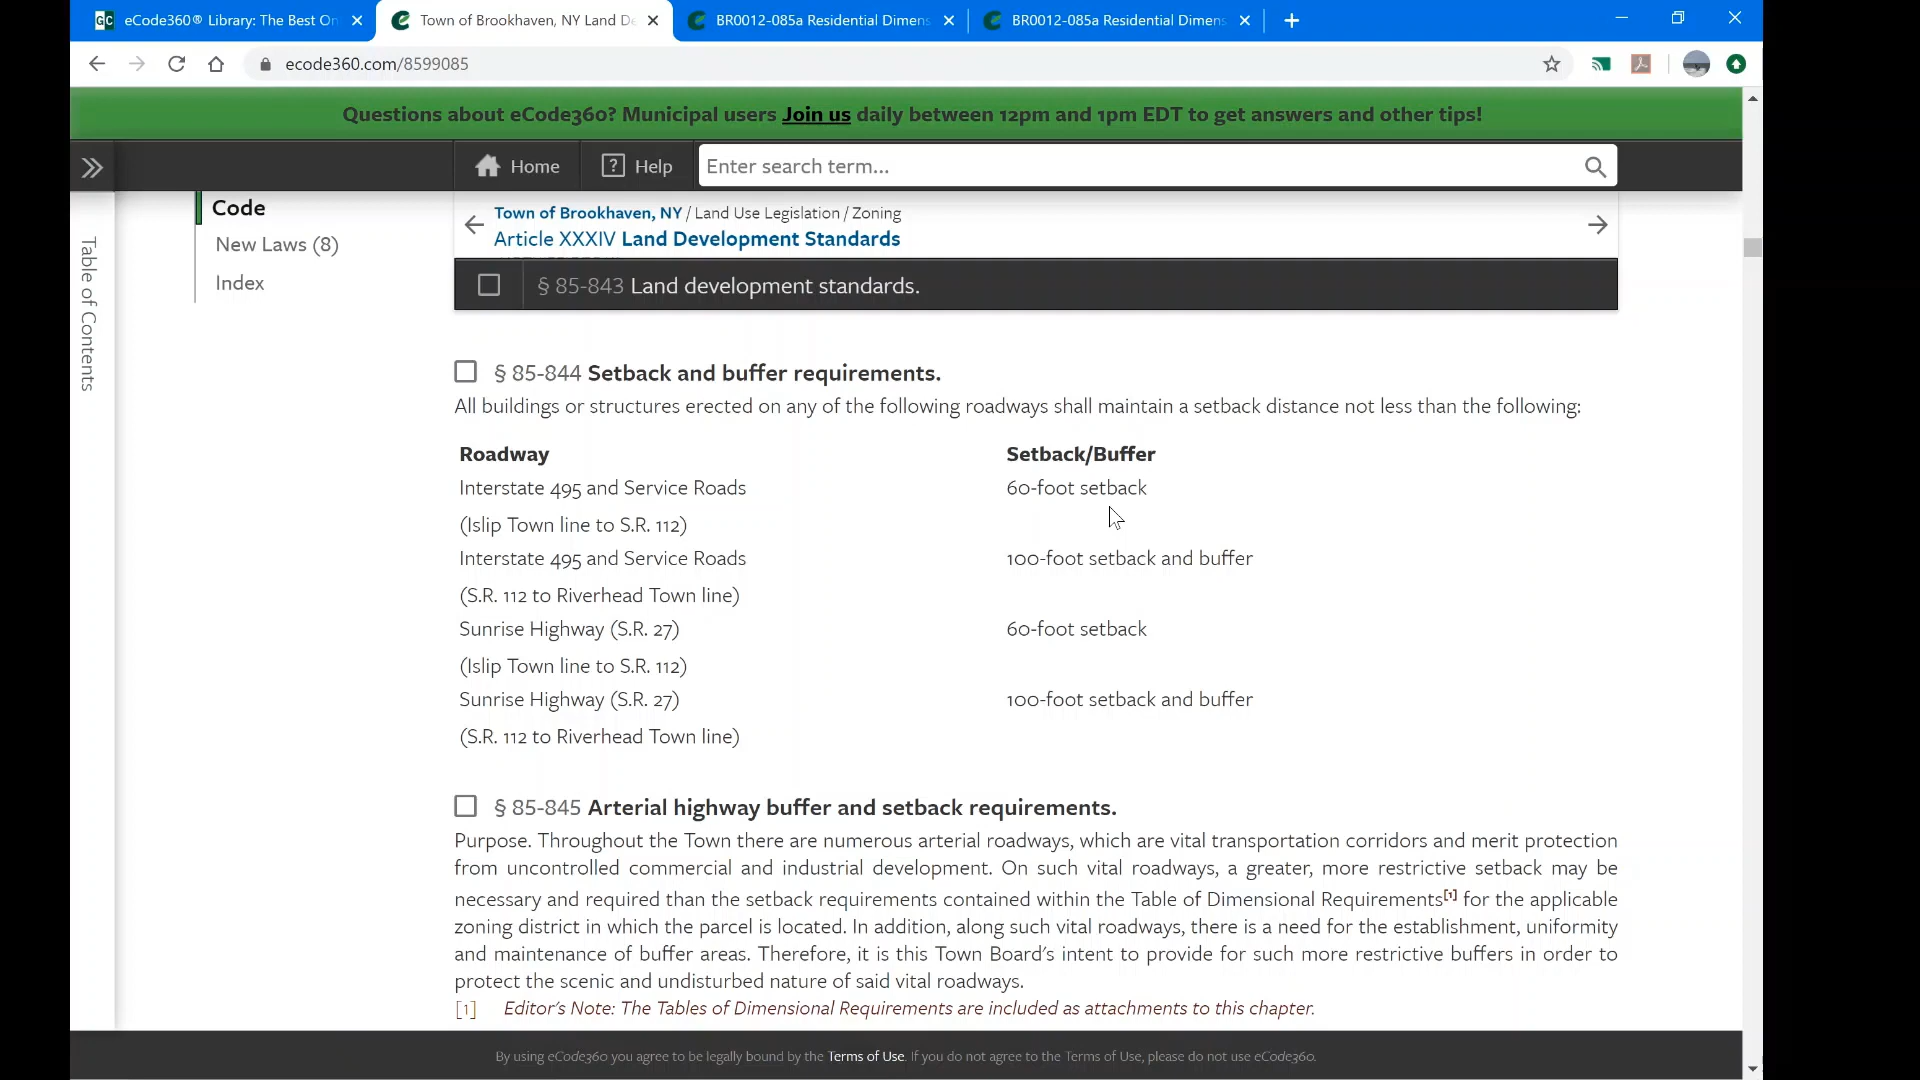 eCode360® Library: The Best On
Town of Brookhaven, NY Land De
BR0012-085a Residential Dimens
BR0012-085a Residential Dimens
ecode360.com/8599085
Questions about eCode360? Municipal users Join us daily between 12pm and 1pm EDT to get answers and other tips!
Home
Help
Enter search term...
Table of Contents
Code
New Laws (8)
Index
Town of Brookhaven, NY / Land Use Legislation / Zoning
Article XXXIV Land Development Standards
§ 85-843 Land development standards.
§ 85-844 Setback and buffer requirements.
All buildings or structures erected on any of the following roadways shall maintain a setback distance not less than the following:
Roadway Setback/Buffer
Interstate 495 and Service Roads 60-foot setback
(Islip Town line to S.R. 112)
Interstate 495 and Service Roads 100-foot setback and buffer
(S.R. 112 to Riverhead Town line)
Sunrise Highway (S.R. 27) 60-foot setback
(Islip Town line to S.R. 112)
Sunrise Highway (S.R. 27) 100-foot setback and buffer
(S.R. 112 to Riverhead Town line)
§ 85-845 Arterial highway buffer and setback requirements.
Purpose. Throughout the Town there are numerous arterial roadways, which are vital transportation corridors and merit protection
from uncontrolled commercial and industrial development. On such vital roadways, a greater, more restrictive setback may be
necessary and required than the setback requirements contained within the Table of Dimensional Requirements[1] for the applicable
zoning district in which the parcel is located. In addition, along such vital roadways, there is a need for the establishment, uniformity
and maintenance of buffer areas. Therefore, it is this Town Board's intent to provide for such more restrictive buffers in order to
protect the scenic and undisturbed nature of said vital roadways.
[1] Editor's Note: The Tables of Dimensional Requirements are included as attachments to this chapter.
By using eCode360 you agree to be legally bound by the Terms of Use. If you do not agree to the Terms of Use, please do not use eCode360.